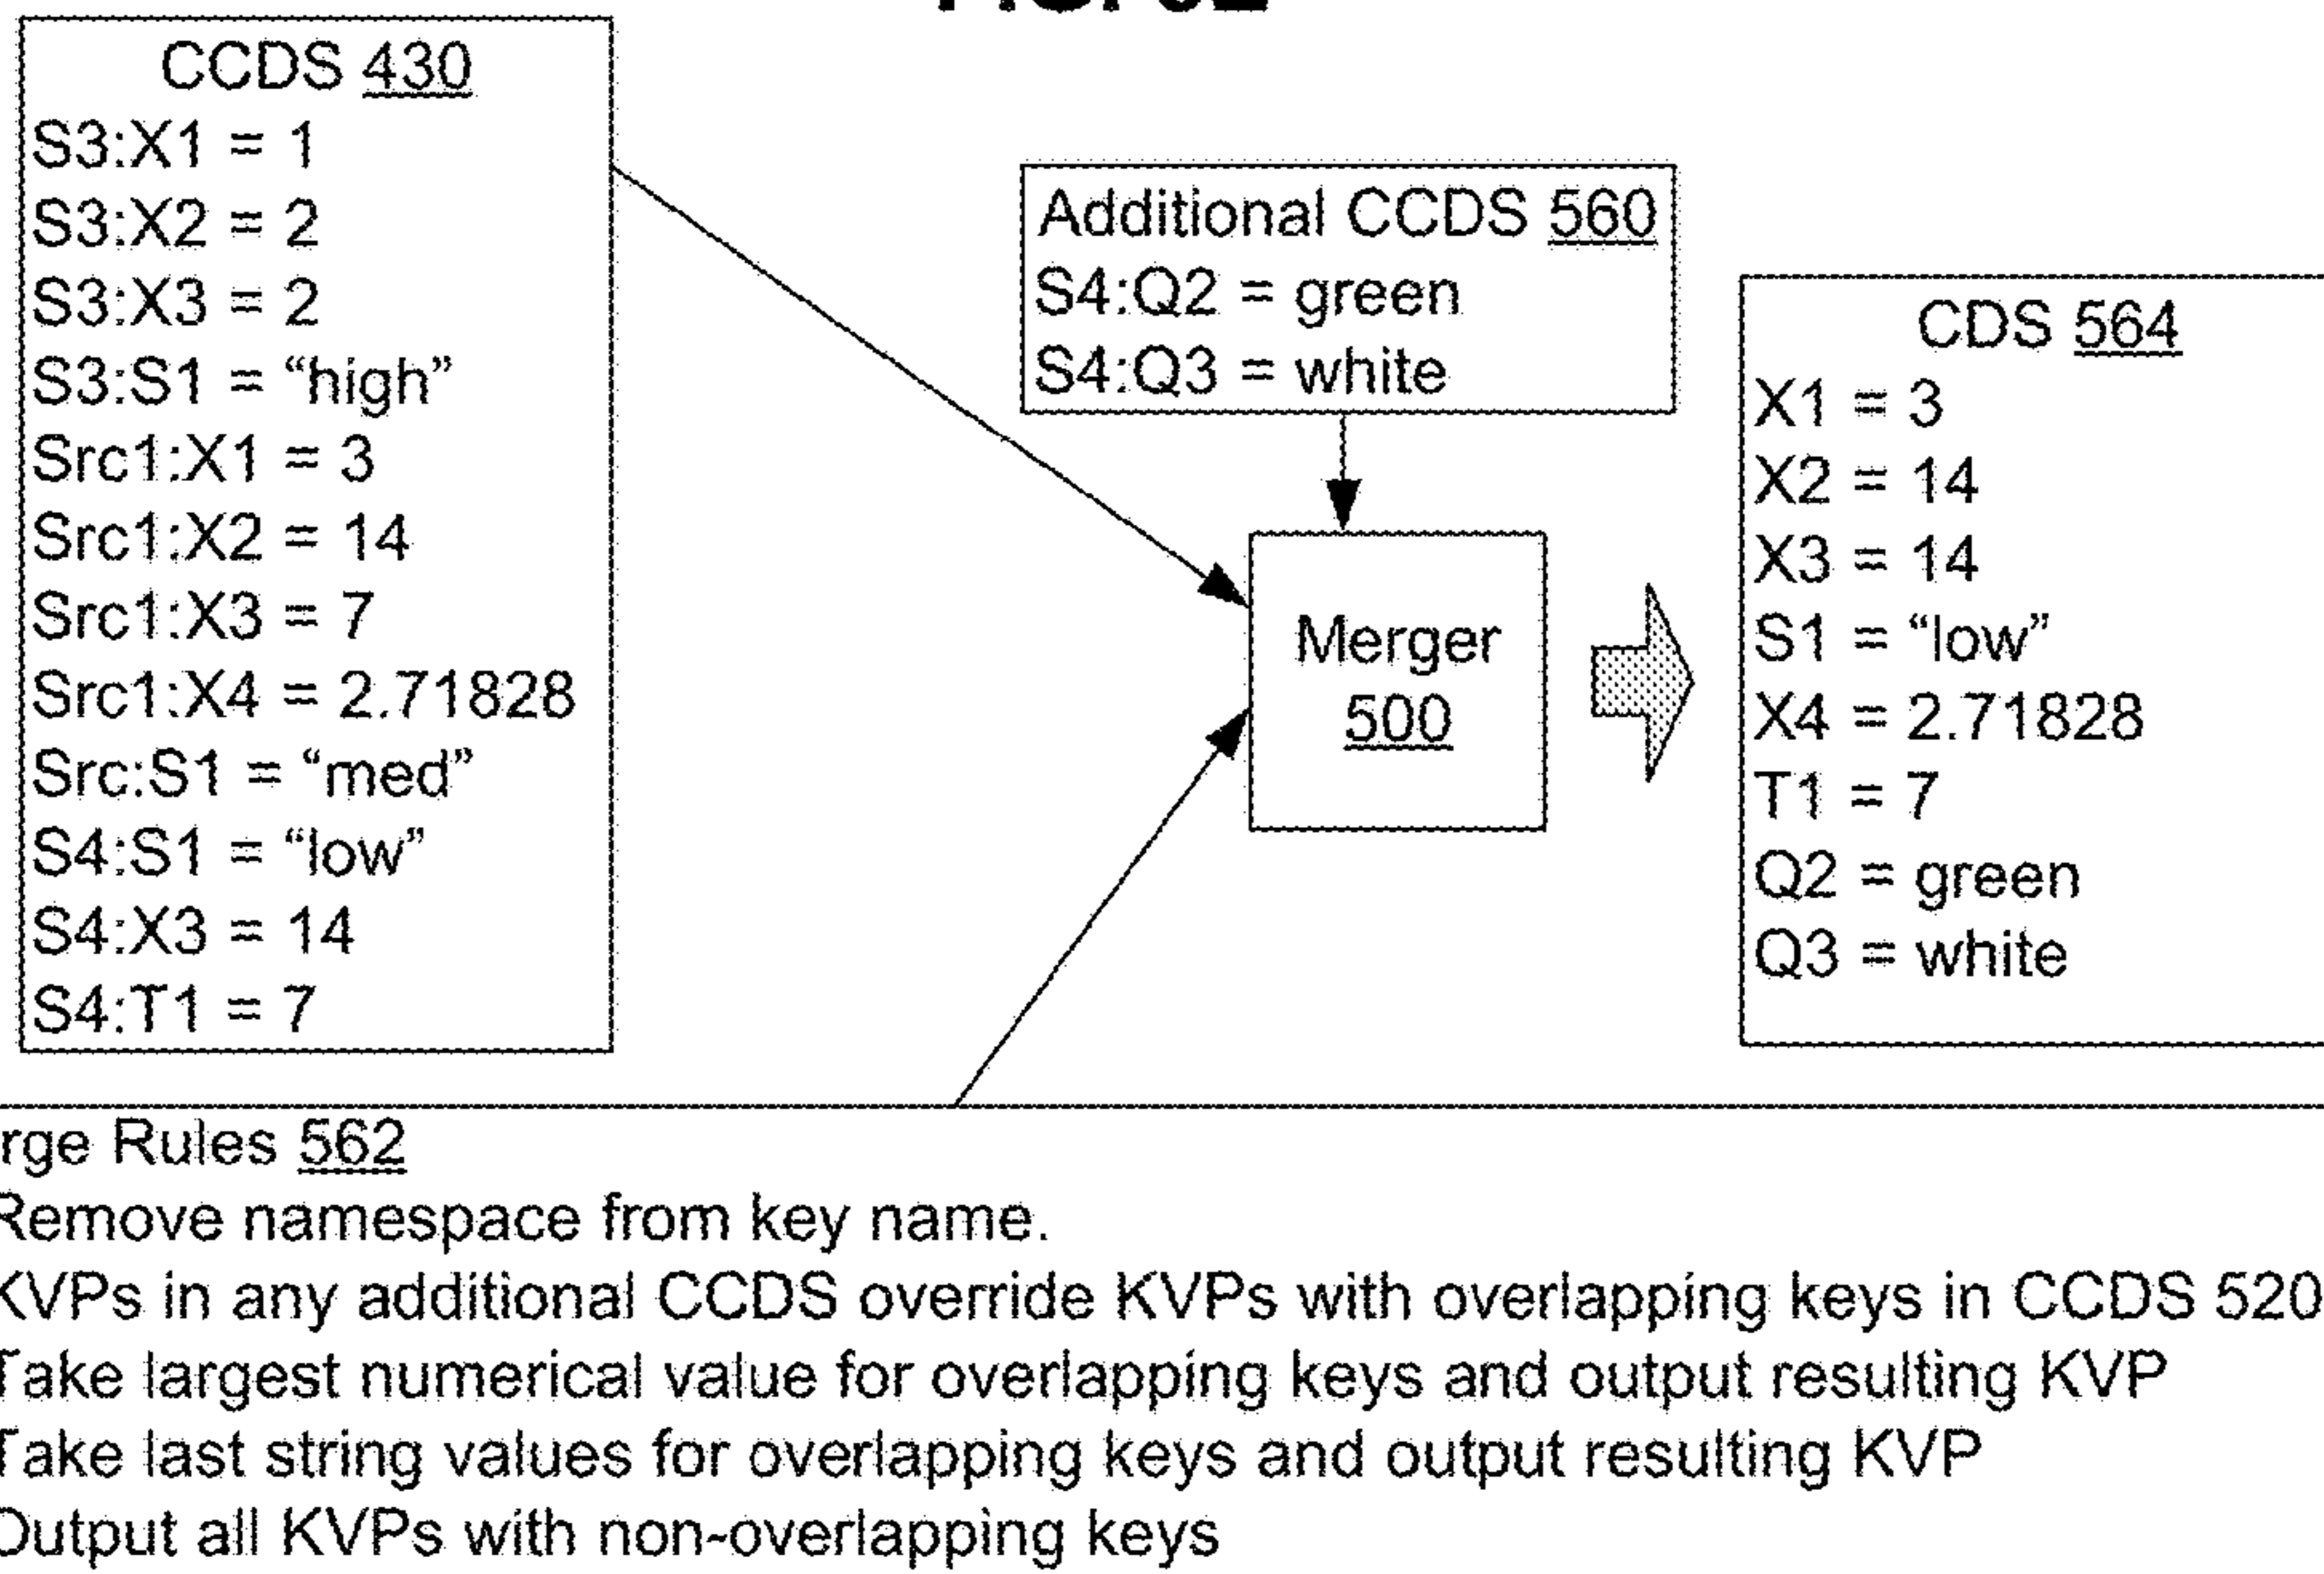 CCDS 430
S3:X1 = 1
S3:X2 = 2
S3:X3 = 2
S3:S1 = “high”
Src1:X1 = 3
Src1:X2 = 14
Src1:X3 = 7
Src1:X4 = 2.71828
Src:S1 = “med”
S4:S1 = “low”
S4:X3 = 14
S4:T1 = 7
Additional CCDS 560
S4:Q2 = green
S4:Q3 = white
Merger
500
CDS 564
X1 = 3
X2 = 14
X3 = 14
S1 = “low”
X4 = 2.71828
T1 = 7
Q2 = green
Q3 = white
rge Rules 562
Remove namespace from key name.
KVPs in any additional CCDS override KVPs with overlapping keys in CCDS 520
Take largest numerical value for overlapping keys and output resulting KVP
Take last string values for overlapping keys and output resulting KVP
Output all KVPs with non-overlapping keys